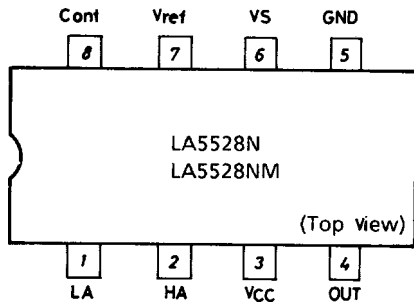 Cont Vref VS GND
8 7 6 5
LA5528N
LA5528NM
(Top View)
1 2 3 4
LA HA VCC OUT